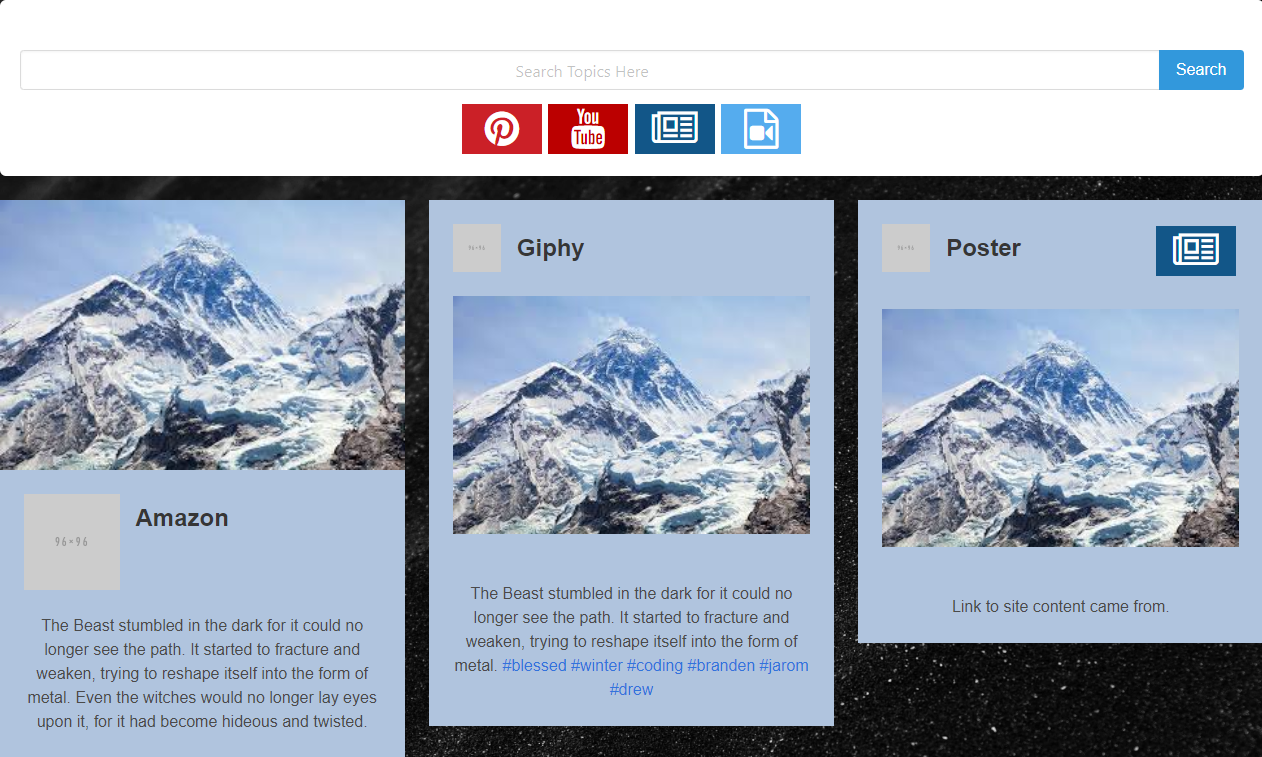 Search Topics Here
Search
You
Tube
96×96
Giphy
96×96
Poster
96×96
Amazon
The Beast stumbled in the dark for it could no
longer see the path. It started to fracture and
weaken, trying to reshape itself into the form of
metal. Even the witches would no longer lay eyes
upon it, for it had become hideous and twisted.
The Beast stumbled in the dark for it could no
longer see the path. It started to fracture and
weaken, trying to reshape itself into the form of
metal. #blessed #winter #coding #branden #jarom
#drew
Link to site content came from.